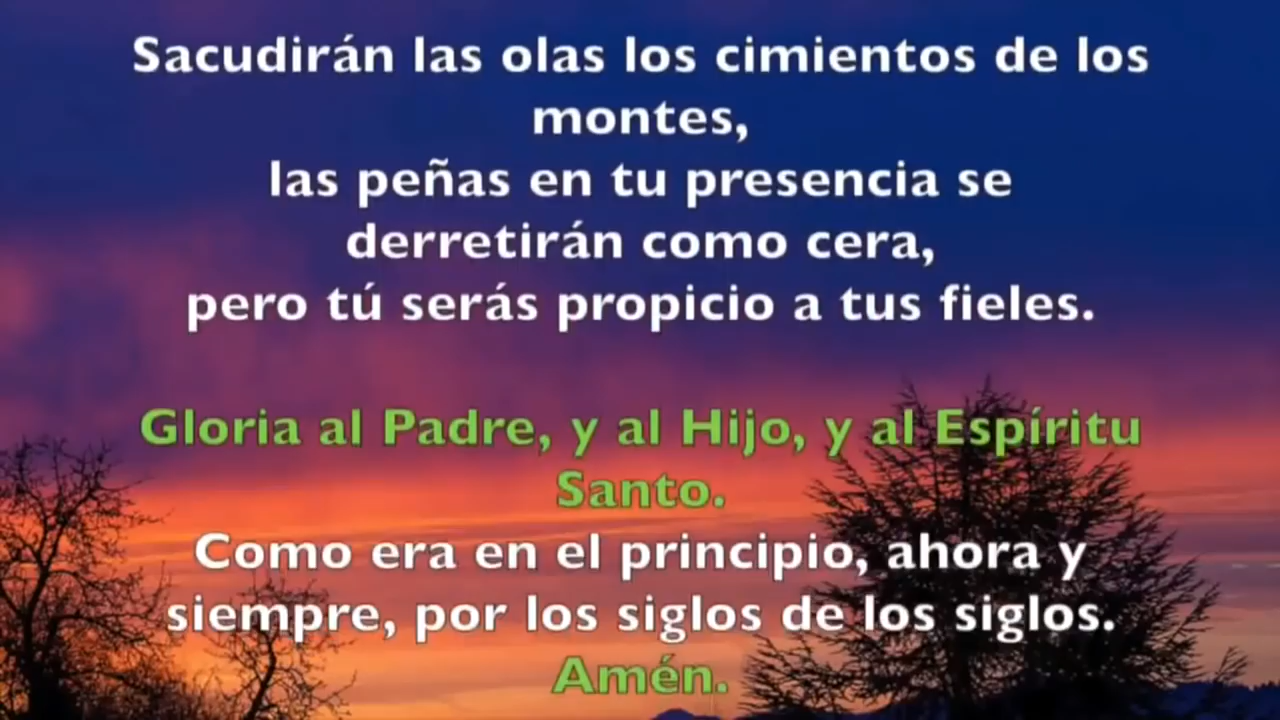 Sacudirán las olas los cimientos de los
montes,
las peñas en tu presencia se
derretirán como cera,
pero tú serás propicio a tus fieles.
Gloria al Padre, y al Hijo, y al Espíritu
Santo.
Como era en el principio, ahora y
siempre, por los siglos de los siglos.
Amén.